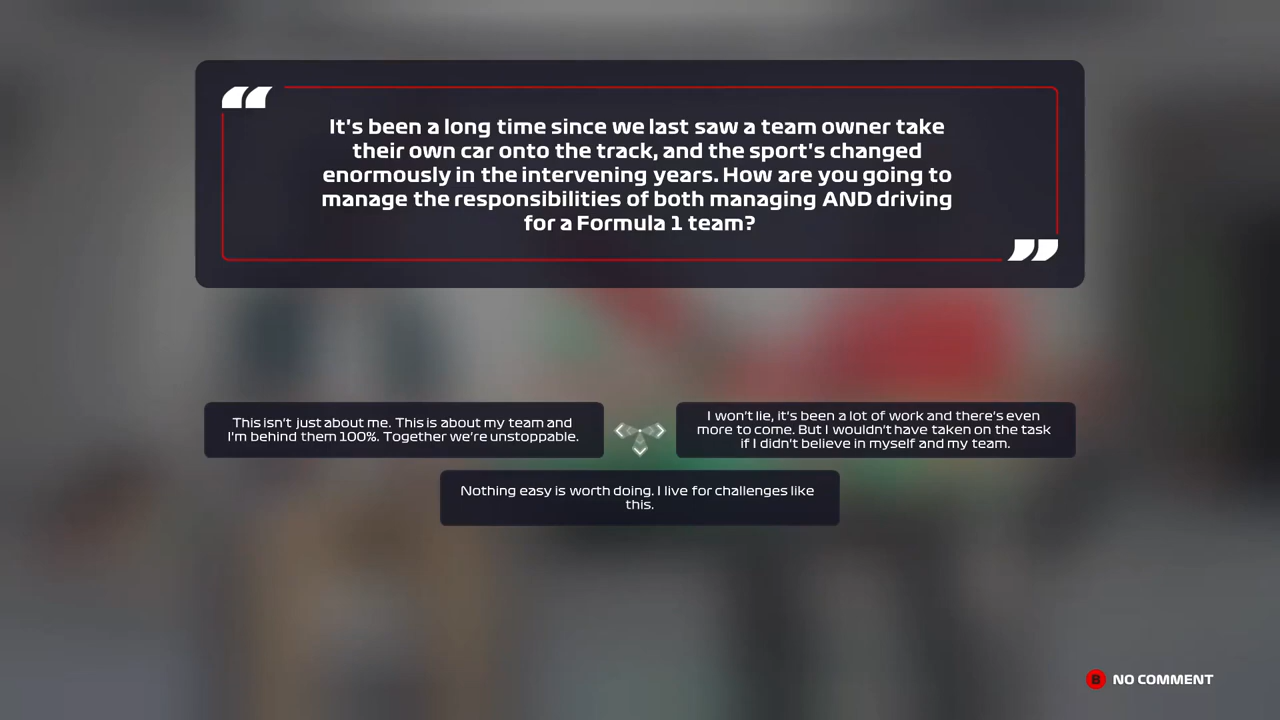 It's been a long time since we last saw a team owner take
their own car onto the track, and the sport's changed
enormously in the intervening years. How are you going to
manage the responsibilities of both managing AND driving
for a Formula 1 team?
This isn't just about me. This is about my team and
I'm behind them 100%. Together we're unstoppable.
I won't lie, it's been a lot of work and there's even
more to come. But I wouldn't have taken on the task
if I didn't believe in myself and my team.
Nothing easy is worth doing. I live for challenges like
this.
B NO COMMENT